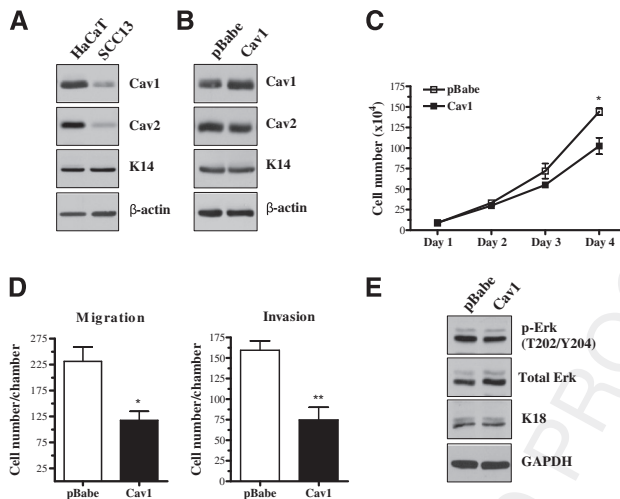 A
HaCaT
SCC13
Cav1
Cav2
K14
β-actin
B
pBabe
Cav1
Cav1
Cav2
K14
β-actin
C
pBabe
Cav1
Cell number (x10⁴)
175
150
125
100
75
50
25
0
*
Day 1
Day 2
Day 3
Day 4
D
Migration
Cell number/chamber
275
225
175
125
75
25
*
pBabe
Cav1
Invasion
Cell number/chamber
175
150
125
100
75
50
25
0
**
pBabe
Cav1
E
pBabe
Cav1
p-Erk
(T202/Y204)
Total Erk
K18
GAPDH
PRO